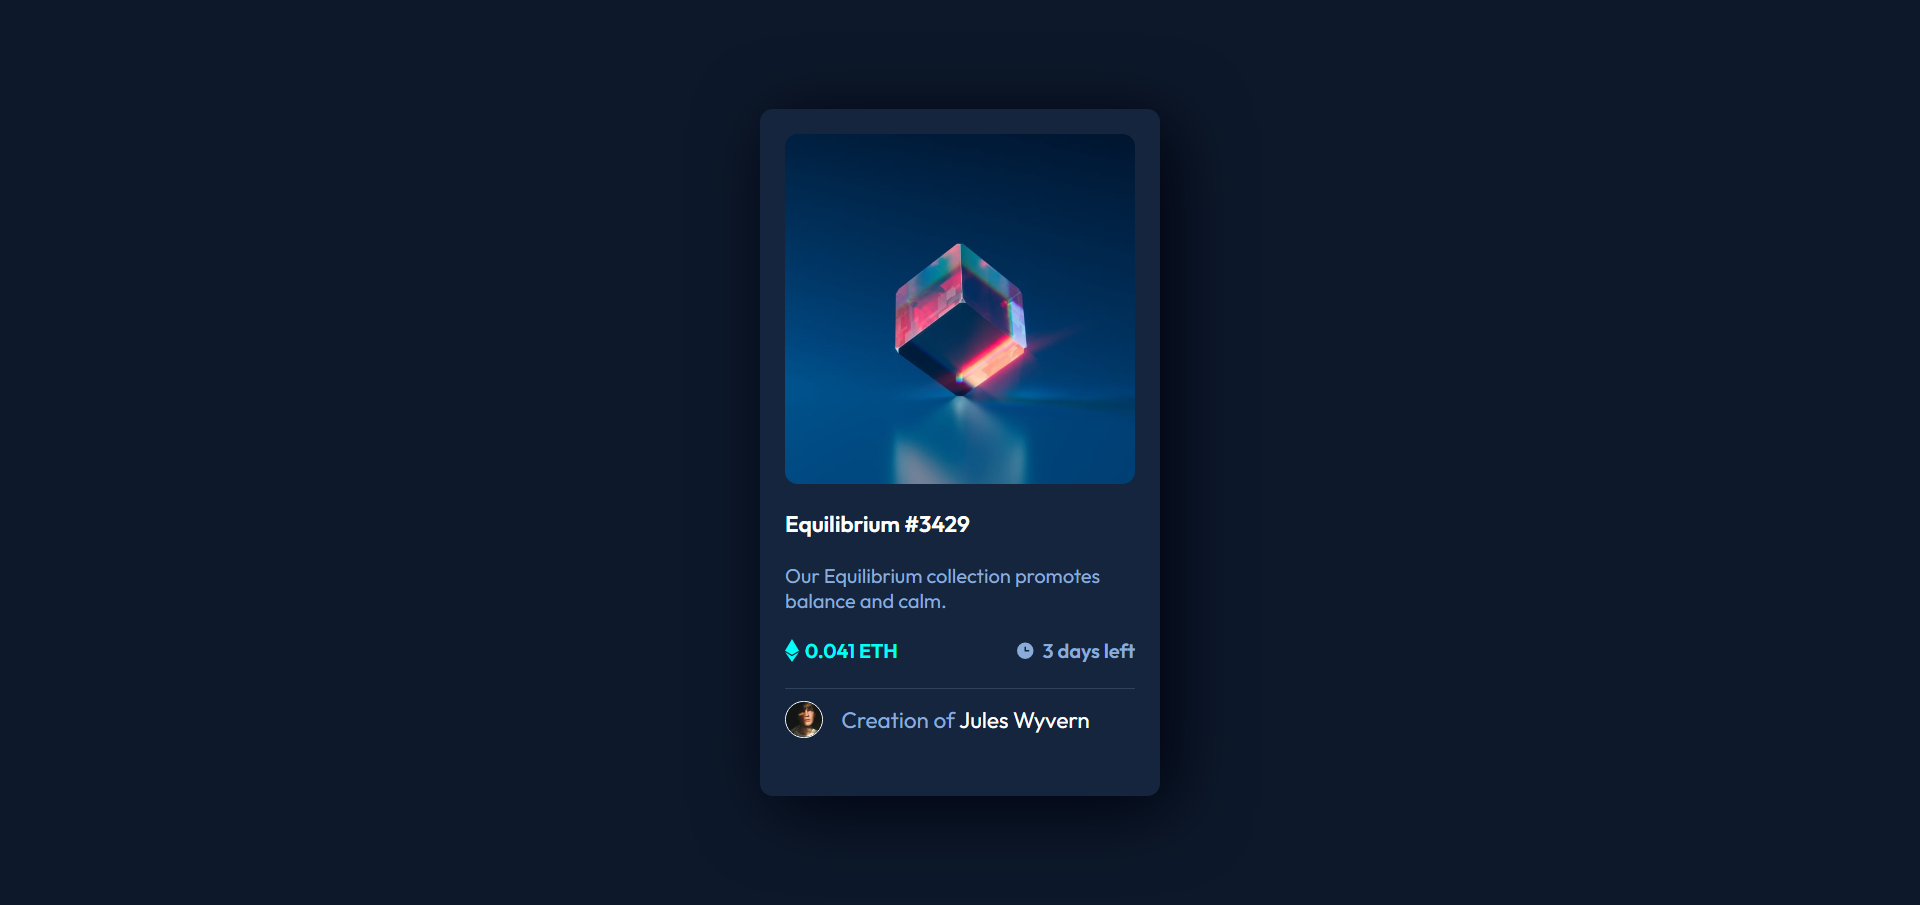 Equilibrium #3429
Our Equilibrium collection promotes
balance and calm.
0.041 ETH
3 days left
Creation of Jules Wyvern